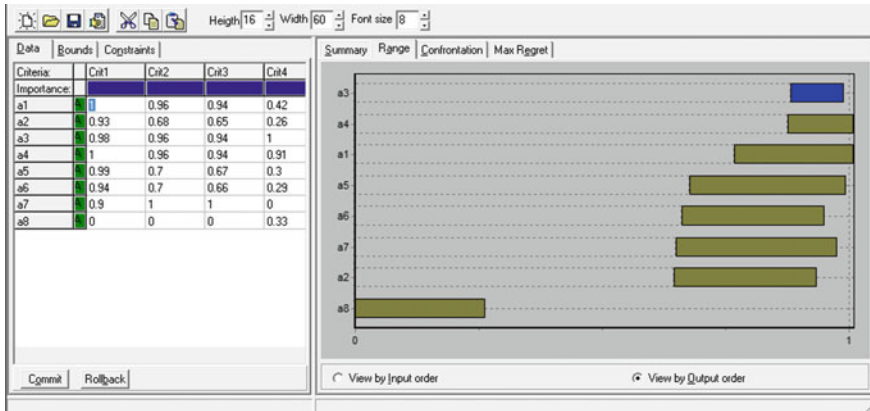 Heigth 16 Width 60 Font size 8
Data Bounds Constraints
Criteria: Crit1 Crit2 Crit3 Crit4
Importance:
a1 1 0.96 0.94 0.42
a2 0.93 0.68 0.65 0.26
a3 0.98 0.96 0.94 1
a4 1 0.96 0.94 0.91
a5 0.99 0.7 0.67 0.3
a6 0.94 0.7 0.66 0.29
a7 0.9 1 1 0
a8 0 0 0 0.33
Commit Rollback
Summary Range Confrontation Max Regret
a3
a4
a1
a5
a6
a7
a2
a8
0 1
View by Input order View by Output order